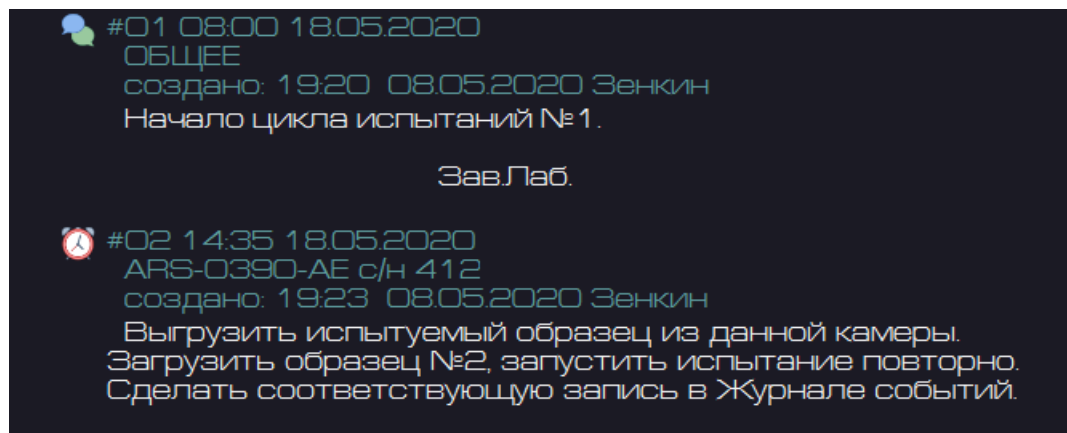 #01 08:00 18.05.2020
ОБЩЕЕ
создано: 19:20 08.05.2020 Зенкин
Начало цикла испытаний №1.
Зав.Лаб.
#02 14:35 18.05.2020
ARS-0390-AE с/н 412
создано: 19:23 08.05.2020 Зенкин
Выгрузить испытуемый образец из данной камеры.
Загрузить образец №2, запустить испытание повторно.
Сделать соответствующую запись в Журнале событий.